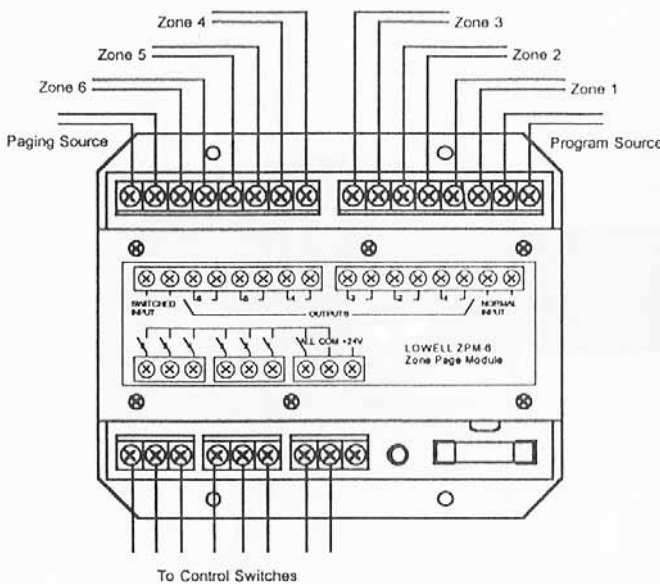 Zone 4
Zone 3
Zone 5
Zone 2
Zone 6
Zone 1
Paging Source
Program Source
SWITCHED
INPUT
6
5
4
3
2
1
NORMAL
INPUT
OUTPUTS
ALL COM +24V
LOWELL ZPM-6
Zone Page Module
To Control Switches